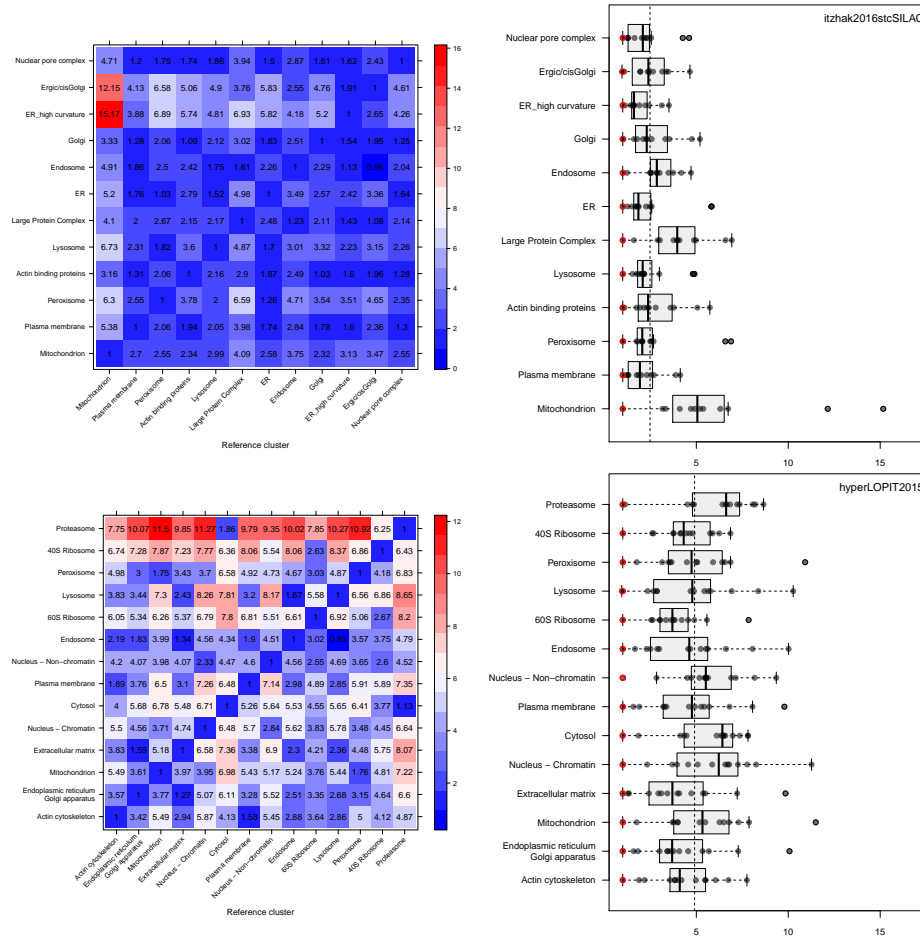 itzhak2016stcSILAC
Nuclear pore complex 4.71 1.2 1.75 1.74 1.86 3.94 1.5 2.87 1.61 1.62 2.43 1
Ergic/cisGolgi 12.15 4.13 6.58 5.06 4.9 3.76 5.83 2.55 4.76 1.91 1 4.61
ER_high curvature 15.17 3.88 6.89 5.74 4.81 6.93 5.82 4.18 5.2 1 2.65 4.26
Golgi 3.33 1.28 2.06 1.09 2.12 3.02 1.83 2.51 1 1.54 1.95 1.25
Endosome 4.91 1.86 2.5 2.42 1.75 3.61 2.26 1 2.29 1.13 2.04
ER 5.2 1.76 1.03 2.79 1.52 4.98 1 3.49 2.57 2.42 3.36 1.64
Large Protein Complex 4.1 2 2.67 2.15 2.17 1 2.48 1.23 2.11 1.43 1.08 2.14
Lysosome 6.73 2.31 1.82 3.6 1 4.87 1.7 3.01 3.32 2.23 3.15 2.26
Actin binding proteins 3.16 1.31 2.06 1 2.16 2.9 1.87 2.49 1.03 1.6 1.96 1.28
Peroxisome 6.3 2.55 1 3.78 2 6.59 1.26 4.71 3.54 3.51 4.65 2.35
Plasma membrane 5.38 1 2.06 1.94 2.05 3.98 1.74 2.84 1.78 1.6 2.36 1.3
Mitochondrion 1 2.7 2.55 2.34 2.99 4.09 2.58 3.75 2.32 3.13 3.47 2.55
Mitochondrion
Plasma membrane
Peroxisome
Actin binding proteins
Lysosome
Large Protein Complex
ER
Endosome
Golgi
ER_high curvature
Ergic/cisGolgi
Nuclear pore complex
Reference cluster
16
14
12
10
8
6
4
2
0
Nuclear pore complex
Ergic/cisGolgi
ER_high curvature
Golgi
Endosome
ER
Large Protein Complex
Lysosome
Actin binding proteins
Peroxisome
Plasma membrane
Mitochondrion
5 10 15
Proteasome 7.75 10.07 11.5 9.85 11.27 1.86 9.79 9.35 10.02 7.85 10.27 10.92 6.25 1
40S Ribosome 6.74 7.28 7.87 7.23 7.77 6.36 8.06 5.54 8.06 2.63 8.37 6.86 1 6.43
Peroxisome 4.98 3 1.75 3.43 3.7 6.58 4.92 4.73 4.67 3.03 4.87 1 4.18 6.83
Lysosome 3.83 3.44 7.3 2.43 8.26 7.81 3.2 8.17 1.67 5.58 1 6.56 6.86 8.65
60S Ribosome 6.05 5.34 6.26 5.37 6.79 7.8 6.81 5.51 6.61 1 6.92 5.06 2.67 8.2
Endosome 2.19 1.83 3.99 1.34 4.56 4.34 1.9 4.51 1 3.02 3.57 3.75 4.79
Nucleus − Non−chromatin 4.2 4.07 3.98 4.07 2.33 4.47 4.6 1 4.56 2.55 4.69 3.65 2.6 4.52
Plasma membrane 1.89 3.76 6.5 3.1 7.26 6.48 1 7.14 2.98 4.89 2.85 5.91 5.89 7.35
Cytosol 4 5.68 6.78 5.48 6.71 1 5.26 5.64 5.53 4.55 5.65 6.41 3.77 1.13
Nucleus − Chromatin 5.5 4.56 3.71 4.74 1 6.48 5.7 2.84 5.62 3.83 5.78 3.48 4.45 6.64
Extracellular matrix 3.83 1.59 5.18 1 6.58 7.36 3.38 6.9 2.3 4.21 2.36 4.48 5.75 8.07
Mitochondrion 5.49 3.61 1 3.97 3.95 6.98 5.43 5.17 5.24 3.76 5.44 1.76 4.81 7.22
Endoplasmic reticulum
Golgi apparatus 3.57 1 3.77 1.27 5.07 6.11 3.28 5.52 2.51 3.35 2.68 3.15 4.64 6.6
Actin cytoskeleton 1 3.42 5.49 2.94 5.87 4.13 1.58 5.45 2.88 3.64 2.86 5 4.12 4.87
Actin cytoskeleton
Endoplasmic reticulum
Golgi apparatus
Mitochondrion
Extracellular matrix
Nucleus − Chromatin
Cytosol
Plasma membrane
Nucleus − Non−chromatin
Endosome
60S Ribosome
Lysosome
Peroxisome
40S Ribosome
Proteasome
Reference cluster
12
10
8
6
4
2
hyperLOPIT2015
Proteasome
40S Ribosome
Peroxisome
Lysosome
60S Ribosome
Endosome
Nucleus − Non−chromatin
Plasma membrane
Cytosol
Nucleus − Chromatin
Extracellular matrix
Mitochondrion
Endoplasmic reticulum
Golgi apparatus
Actin cytoskeleton
5 10 15